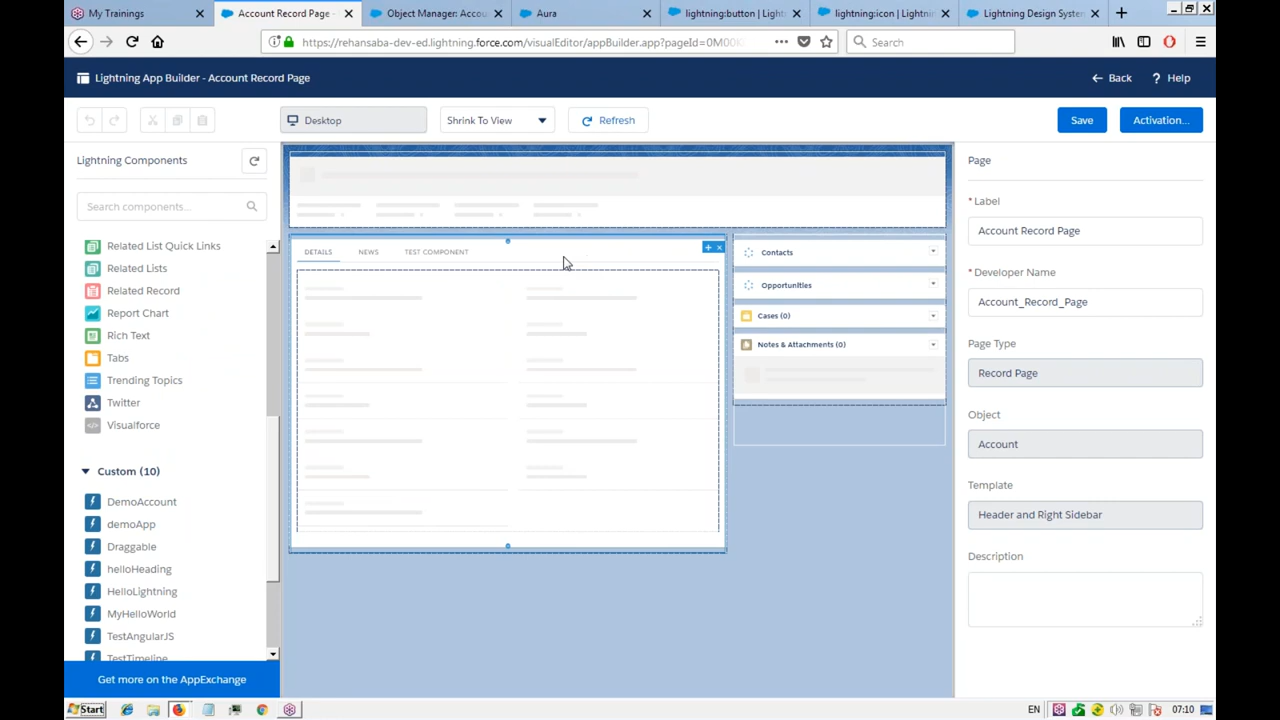 My Trainings
Account Record Page -
Object Manager: Accou
Aura
lightning:button | Lightn
lightning:icon | Lightnin
Lightning Design System
https://rehansaba-dev-ed.lightning.force.com/visualEditor/appBuilder.app?pageId=0M00K
Search
Lightning App Builder - Account Record Page
Back
? Help
Desktop
Shrink To View
Refresh
Save
Activation...
Lightning Components
Search components...
Related List Quick Links
Related Lists
Related Record
Report Chart
Rich Text
Tabs
Trending Topics
Twitter
Visualforce
Custom (10)
DemoAccount
demoApp
Draggable
helloHeading
HelloLightning
MyHelloWorld
TestAngularJS
TestTimeline
Get more on the AppExchange
DETAILS
NEWS
TEST COMPONENT
Contacts
Opportunities
Cases (0)
Notes & Attachments (0)
Page
* Label
Account Record Page
* Developer Name
Account_Record_Page
Page Type
Record Page
Object
Account
Template
Header and Right Sidebar
Description
Start
EN
07:10